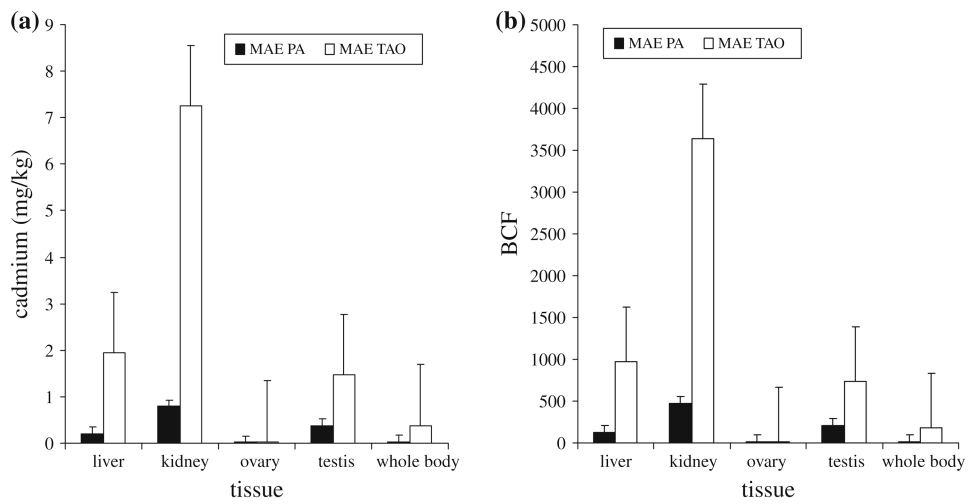 (a)
MAE PA MAE TAO
cadmium (mg/kg)
9
8
7
6
5
4
3
2
1
0
liver kidney ovary testis whole body
tissue
(b)
MAE PA MAE TAO
BCF
5000
4500
4000
3500
3000
2500
2000
1500
1000
500
0
liver kidney ovary testis whole body
tissue